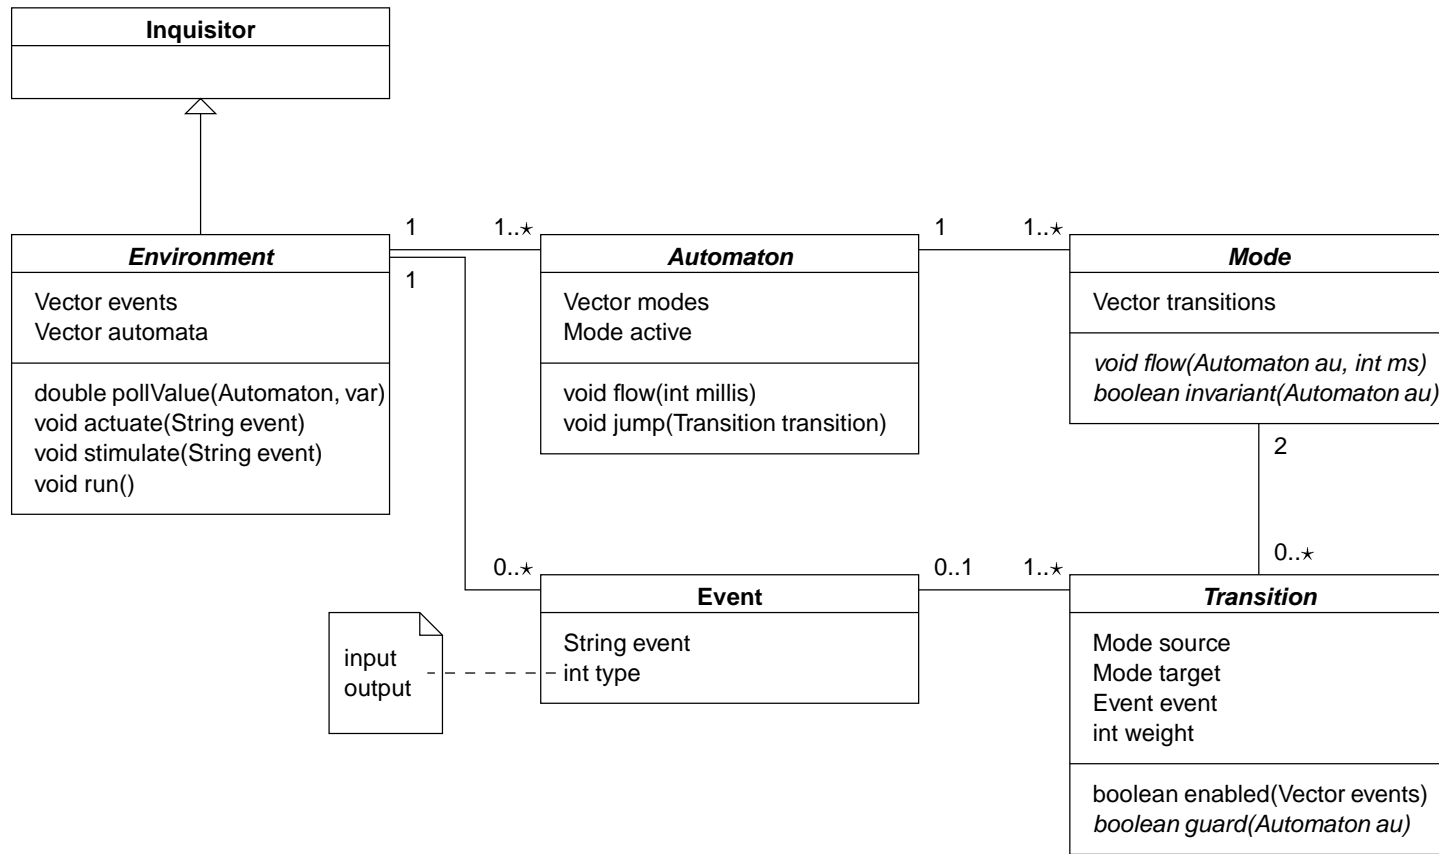 Inquisitor
1
1..⋆
1
1..⋆
Environment
Vector events
Vector automata
double pollValue(Automaton, var)
void actuate(String event)
void stimulate(String event)
void run()
1
Automaton
Vector modes
Mode active
void flow(int millis)
void jump(Transition transition)
Mode
Vector transitions
void flow(Automaton au, int ms)
boolean invariant(Automaton au)
2
0..⋆
0..⋆
0..1
1..⋆
Event
String event
int type
input
output
Transition
Mode source
Mode target
Event event
int weight
boolean enabled(Vector events)
boolean guard(Automaton au)